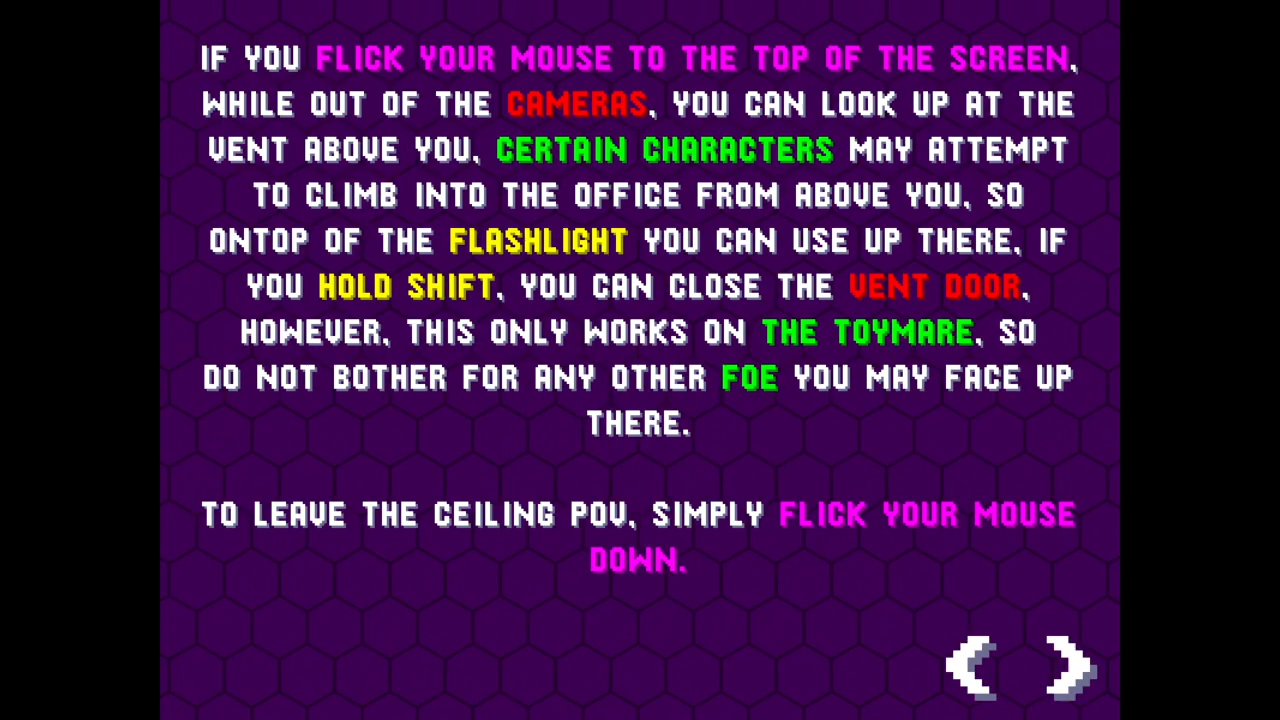 IF YOU FLICK YOUR MOUSE TO THE TOP OF THE SCREEN,
WHILE OUT OF THE CAMERAS, YOU CAN LOOK UP AT THE
VENT ABOVE YOU, CERTAIN CHARACTERS MAY ATTEMPT
TO CLIMB INTO THE OFFICE FROM ABOVE YOU, SO
ONTOP OF THE FLASHLIGHT YOU CAN USE UP THERE, IF
YOU HOLD SHIFT, YOU CAN CLOSE THE VENT DOOR,
HOWEVER, THIS ONLY WORKS ON THE TOYMARE, SO
DO NOT BOTHER FOR ANY OTHER FOE YOU MAY FACE UP
THERE.
TO LEAVE THE CEILING POV, SIMPLY FLICK YOUR MOUSE
DOWN.